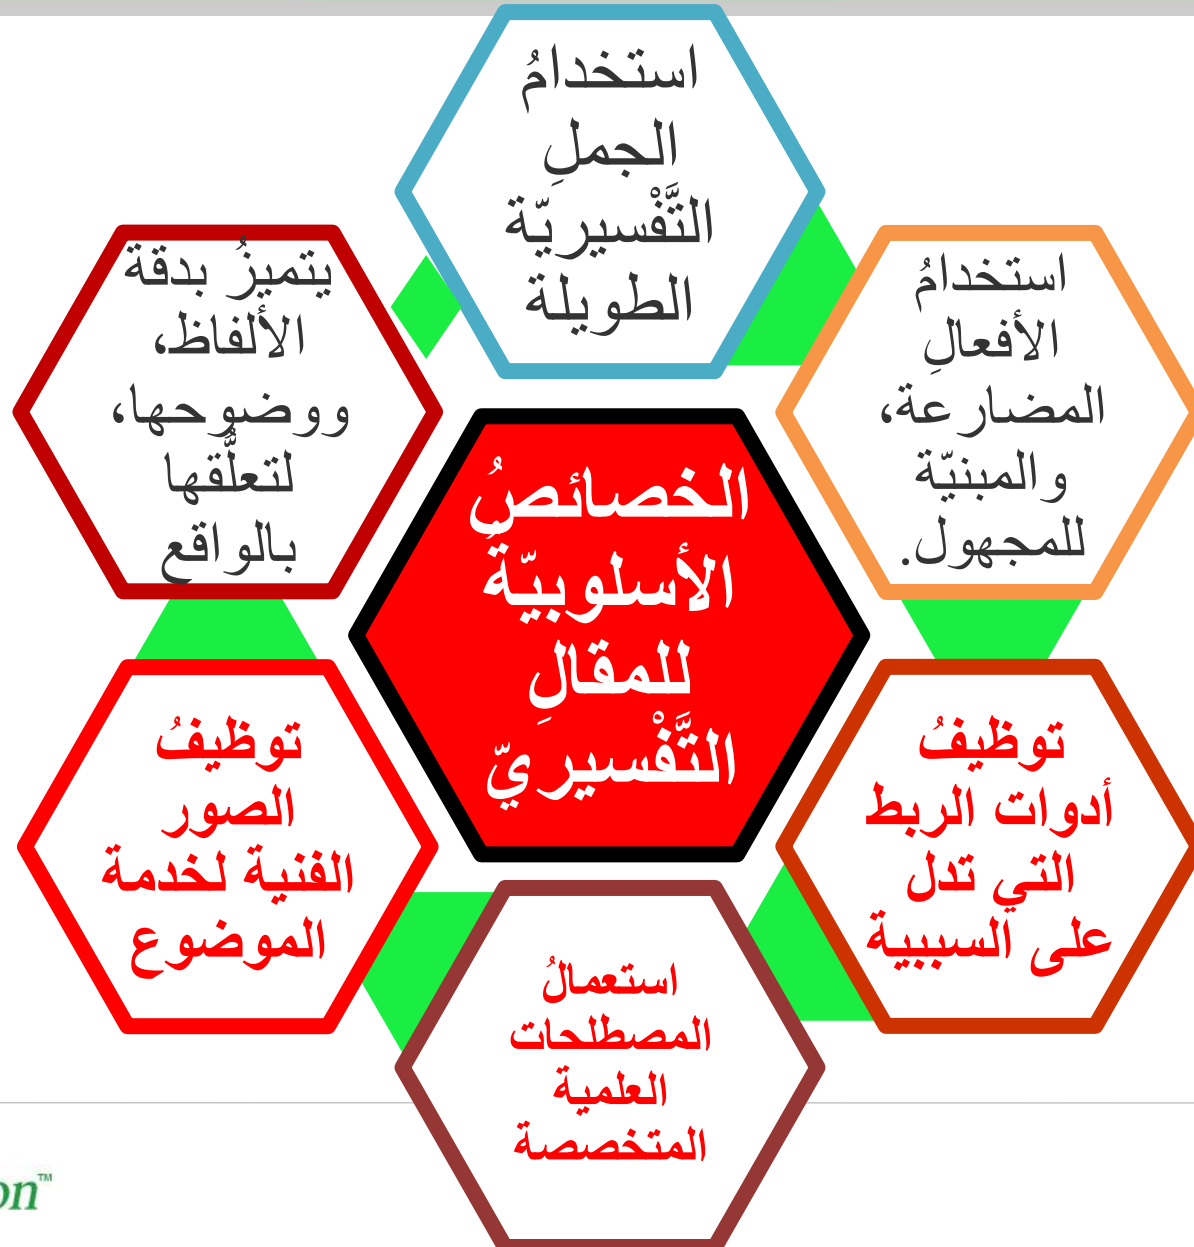 الخصائصُ
الأسلوبيّةُ
للمقالِ
التَّفْسيريّ
استخدامُ
الجملِ
التَّفْسيريّة
الطويلة
استخدامُ
الأفعالِ
المضارعة،
والمبنيّة
للمجهول.
توظيفُ
أدوات الربط
التي تدل
على السببية
استعمالُ
المصطلحات
العلمية
المتخصصة
توظيفُ
الصور
الفنية لخدمة
الموضوع
يتميزُ بدقة
الألفاظ،
ووضوحها،
لتعلُّقها
بالواقع
on™